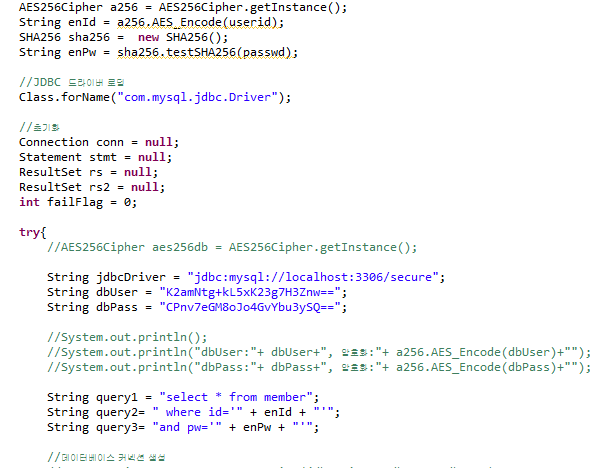 AES256Cipher a256 = AES256Cipher.getInstance();
String enId = a256.AES_Encode(userid);
SHA256 sha256 =  new SHA256();
String enPw = sha256.testSHA256(passwd);
//JDBC 드라이버 로딩
Class.forName("com.mysql.jdbc.Driver");
//초기화
Connection conn = null;
Statement stmt = null;
ResultSet rs = null;
ResultSet rs2 = null;
int failFlag = 0;
try{
//AES256Cipher aes256db = AES256Cipher.getInstance();
String jdbcDriver = "jdbc:mysql://localhost:3306/secure";
String dbUser = "K2amNtg+kL5xK23g7H3Znw==";
String dbPass = "CPnv7eGM8oJo4GvYbu3ySQ==";
//System.out.println();
//System.out.println("dbUser:"+ dbUser+", 암호화:"+ a256.AES_Encode(dbUser)+"");
//System.out.println("dbPass:"+ dbPass+", 암호화:"+ a256.AES_Encode(dbPass)+"");
String query1 = "select * from member";
String query2= " where id='" + enId + "'";
String query3= "and pw='" + enPw + "'";
//데이터베이스 커넥션 생성